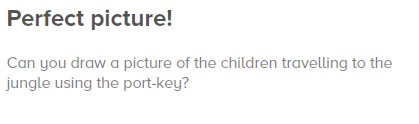 Perfect picture!
Can you draw a picture of the children travelling to the
jungle using the port-key?